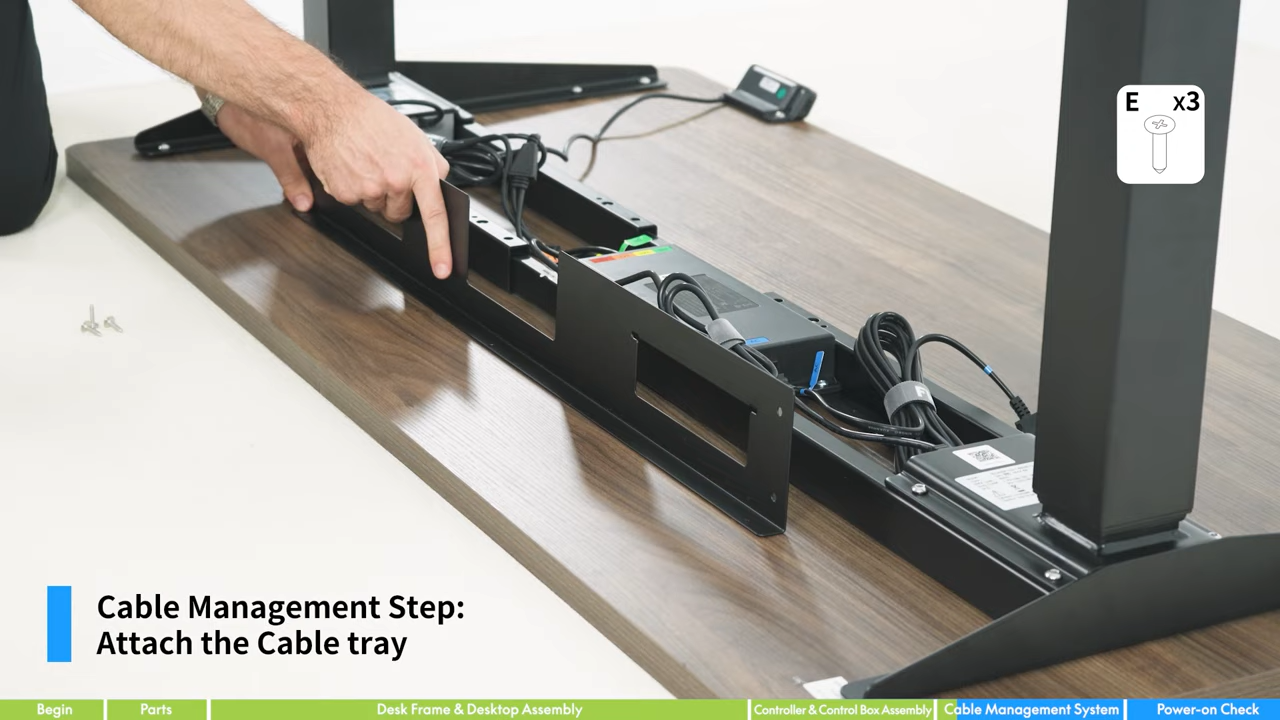 E x3
Cable Management Step:
Attach the Cable tray
Begin
Parts
Desk Frame & Desktop Assembly
Controller & Control Box Assembly
Cable Management System
Power-on Check